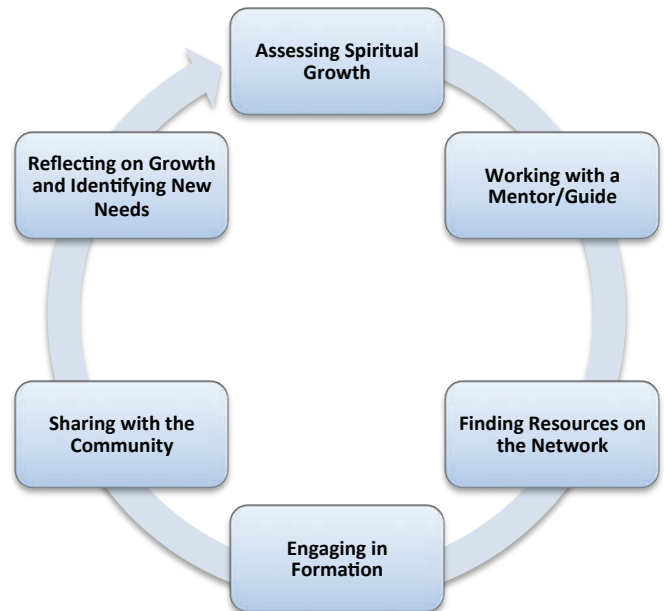 Assessing Spiritual
Growth
Working with a
Mentor/Guide
Finding Resources on
the Network
Engaging in
Formation
Sharing with the
Community
Reflecting on Growth
and Identifying New
Needs